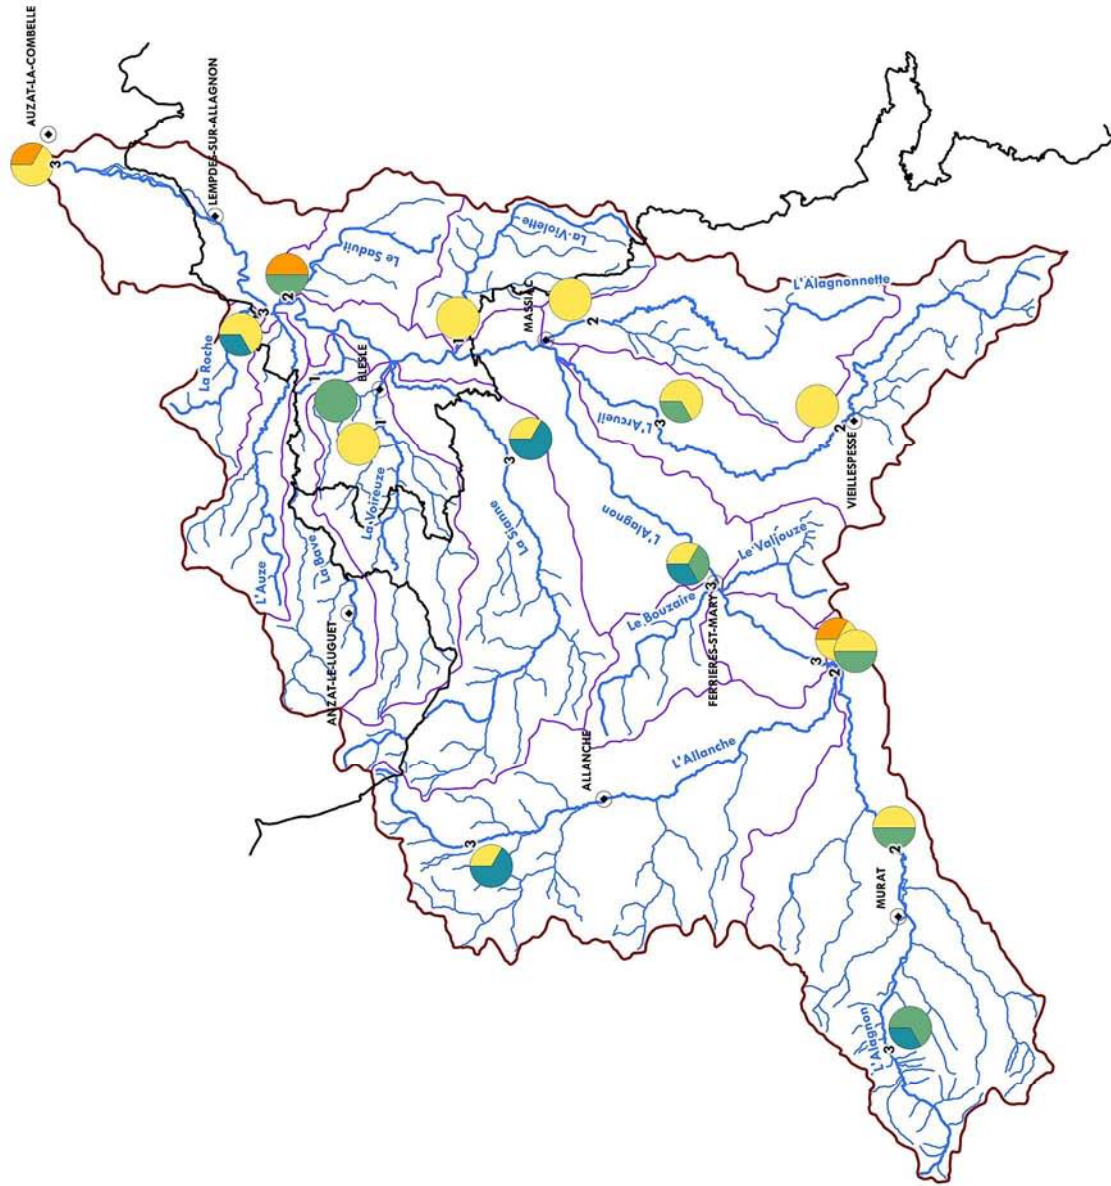 AUZAT-LA-COMBELLE
3
LEMPDES-SUR-ALLAGNON
Le Saduit
La Violette
2
3
La Roche
1
MASSIAC
2
L'Alagnonnette
BLESLE
1
1
L'Auze
La Bave
La Voireuze
La Sianne
3
L'Arcueil
3
2
VIEILLESPESSE
ANZAT-LE-LUGUET
L'Alagnon
Le Bouzaire
3
FERRIERES-ST-MARY
Le Valjouze
3
2
ALLANCHE
L'Allanche
3
2
MURAT
L'Alagnon
3